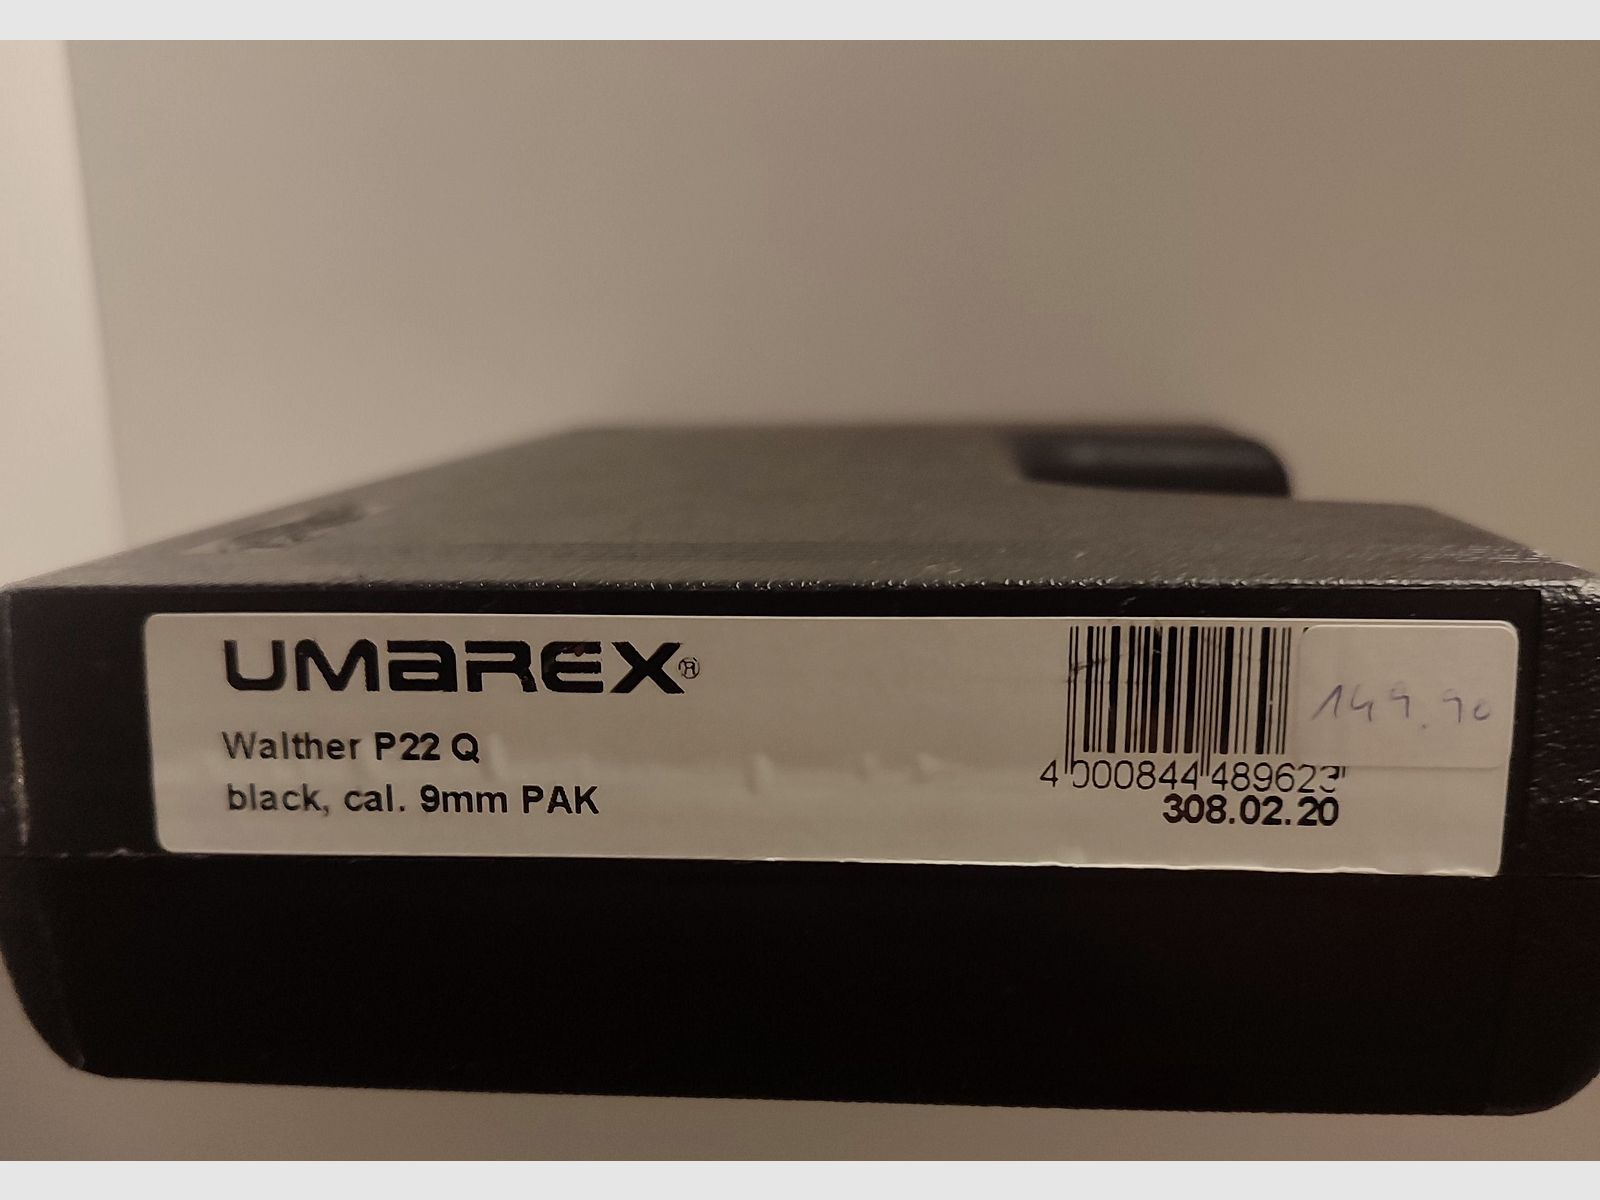 UMAREX®
Walther P22 Q
black, cal. 9mm PAK
149.90
4 000844 489623
308.02.20